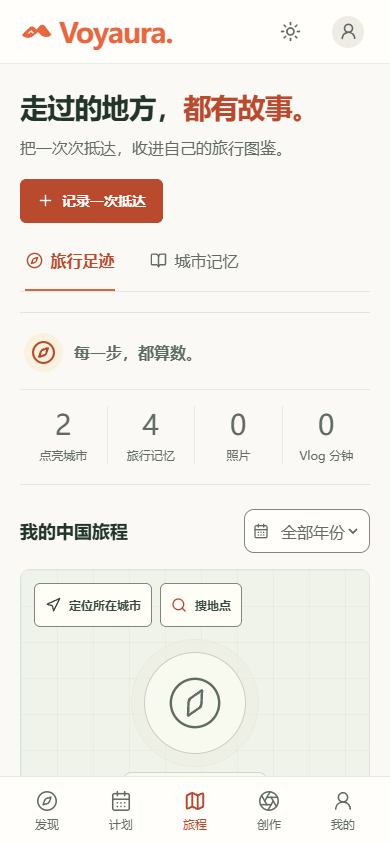 Voyaura.
走过的地方，都有故事。
把一次次抵达，收进自己的旅行图鉴。
记录一次抵达
旅行足迹 城市记忆
每一步，都算数。
2 4 0 0
点亮城市 旅行记忆 照片 Vlog 分钟
我的中国旅程 全部年份
定位所在城市 搜地点
发现 计划 旅程 创作 我的